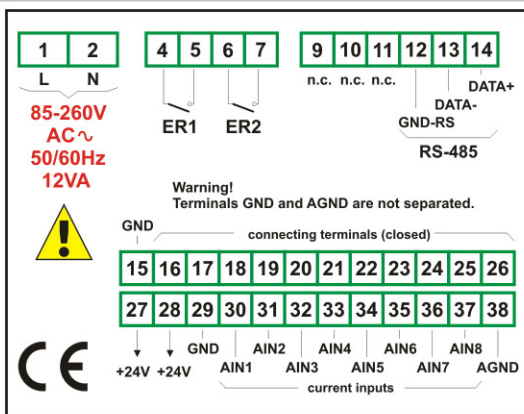 1 2 4 5 6 7 9 10 11 12 13 14
L N n.c. n.c. n.c. DATA+
85-260V ER1 ER2 DATA-
AC∿ GND-RS
50/60Hz RS-485
12VA
Warning!
Terminals GND and AGND are not separated.
GND connecting terminals (closed)
15 16 17 18 19 20 21 22 23 24 25 26
27 28 29 30 31 32 33 34 35 36 37 38
GND AIN2 AIN4 AIN6 AIN8
+24V +24V AIN1 AIN3 AIN5 AIN7 AGND
current inputs
CE